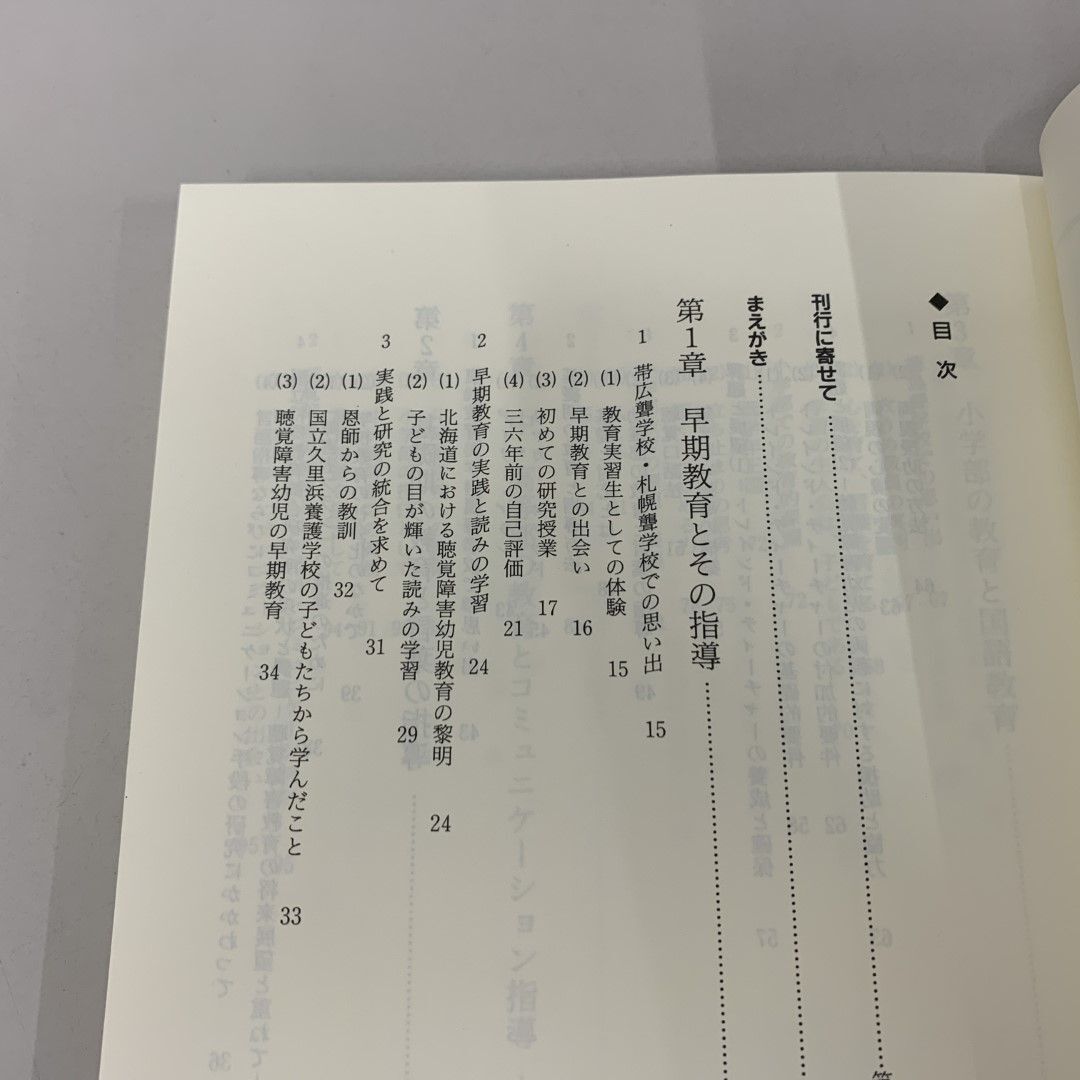 ◆目次
刊行に寄せて……
まえがき……
第1章 早期教育とその指導……
1 帯広聾学校・札幌聾学校での思い出 15
(1) 教育実習生としての体験 15
(2) 早期教育との出会い 16
(3) 初めての研究授業 17
(4) 三六年前の自己評価 21
2 早期教育の実践と読みの学習 24
(1) 北海道における聴覚障害幼児教育の黎明 24
(2) 子どもの目が輝いた読みの学習 29
3 実践と研究の統合を求めて 31
(1) 恩師からの教訓 32
(2) 国立久里浜養護学校の子どもたちから学んだこと 33
(3) 聴覚障害幼児の早期教育 34